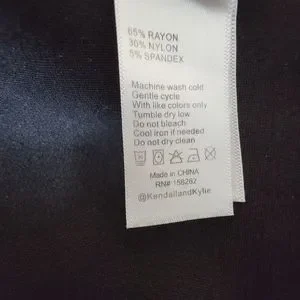 65% RAYON
30% NYLON
5% SPANDEX
Machine wash cold
Gentle cycle
With like colors only
Tumble dry low
Do not bleach
Cool iron if needed
Do not dry clean
Made in CHINA
RN# 158262
@KendallandKylie